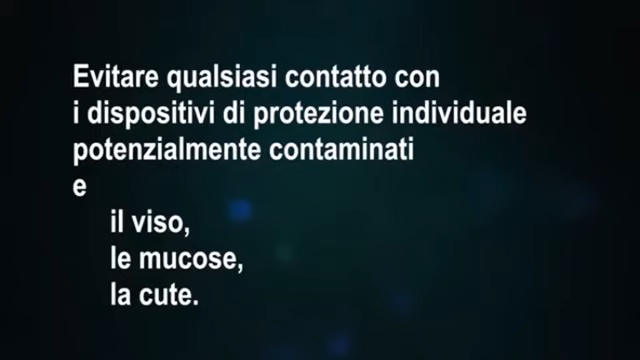 Evitare qualsiasi contatto con
i dispositivi di protezione individuale
potenzialmente contaminati
e
il viso,
le mucose,
la cute.